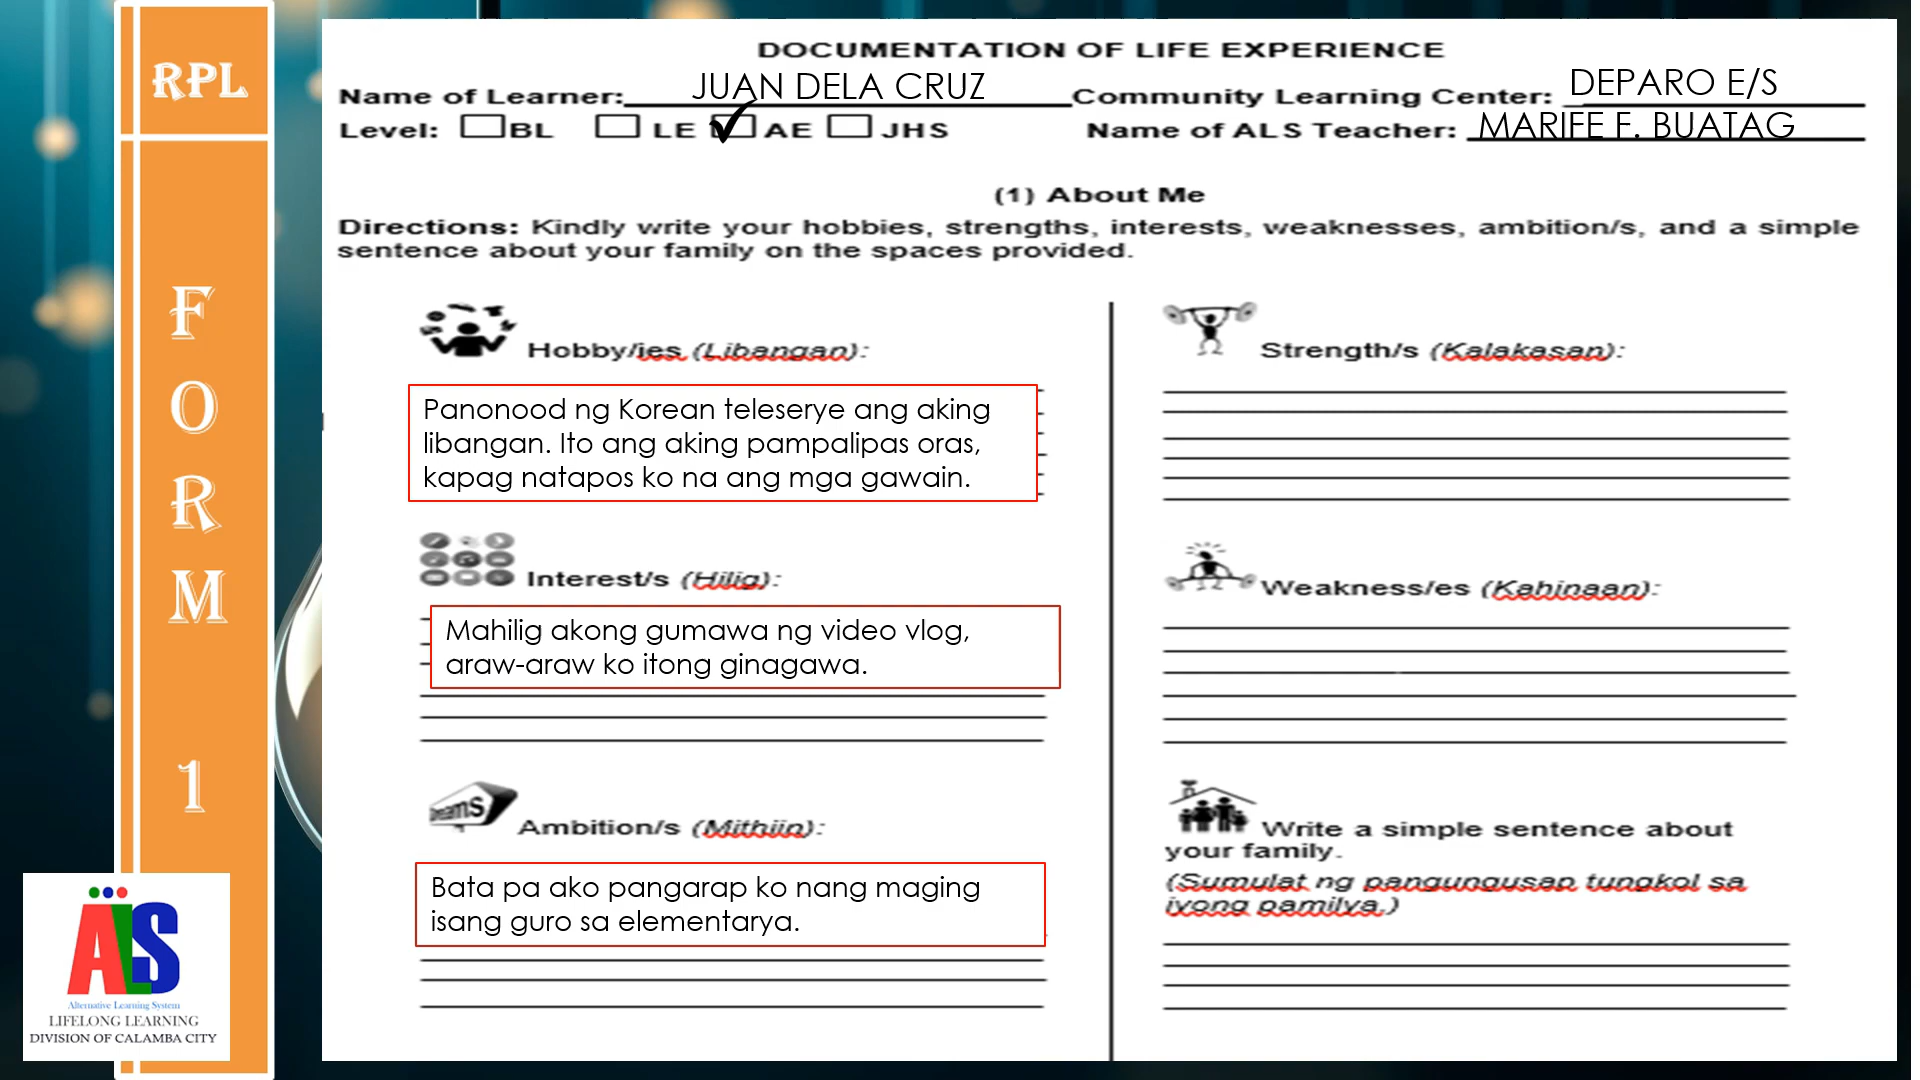 RPL
FORM 1
DOCUMENTATION OF LIFE EXPERIENCE
Name of Learner: JUAN DELA CRUZ Community Learning Center: DEPARO E/S
Level: BL LE AE JHS Name of ALS Teacher: MARIFE F. BUATAG
(1) About Me
Directions: Kindly write your hobbies, strengths, interests, weaknesses, ambition/s, and a simple
sentence about your family on the spaces provided.
Hobby/ies (Libangan):
Panonood ng Korean teleserye ang aking
libangan. Ito ang aking pampalipas oras,
kapag natapos ko na ang mga gawain.
Interest/s (Hilig):
Mahilig akong gumawa ng video vlog,
araw-araw ko itong ginagawa.
DreamS
Ambition/s (Mithiin):
Bata pa ako pangarap ko nang maging
isang guro sa elementarya.
Strength/s (Kalakasan):
Weakness/es (Kahinaan):
Write a simple sentence about
your family.
(Sumulat ng pangungusap tungkol sa
iyong pamilya.)
ALS
Alternative Learning System
LIFELONG LEARNING
DIVISION OF CALAMBA CITY